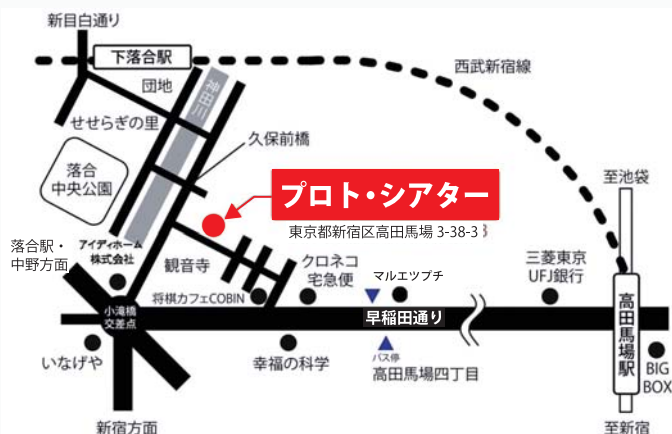 新目白通り
下落合駅
西武新宿線
団地
神田川
せせらぎの里
久保前橋
落合
中央公園
プロト・シアター
東京都新宿区高田馬場 3-38-3
至池袋
落合駅・
中野方面
アイディホーム
株式会社
観音寺
クロネコ
宅急便
マルエツプチ
三菱東京
UFJ銀行
将棋カフェCOBIN
小滝橋
交差点
早稲田通り
高田馬場駅
いなげや
幸福の科学
バス停
高田馬場四丁目
BIG
BOX
新宿方面
至新宿